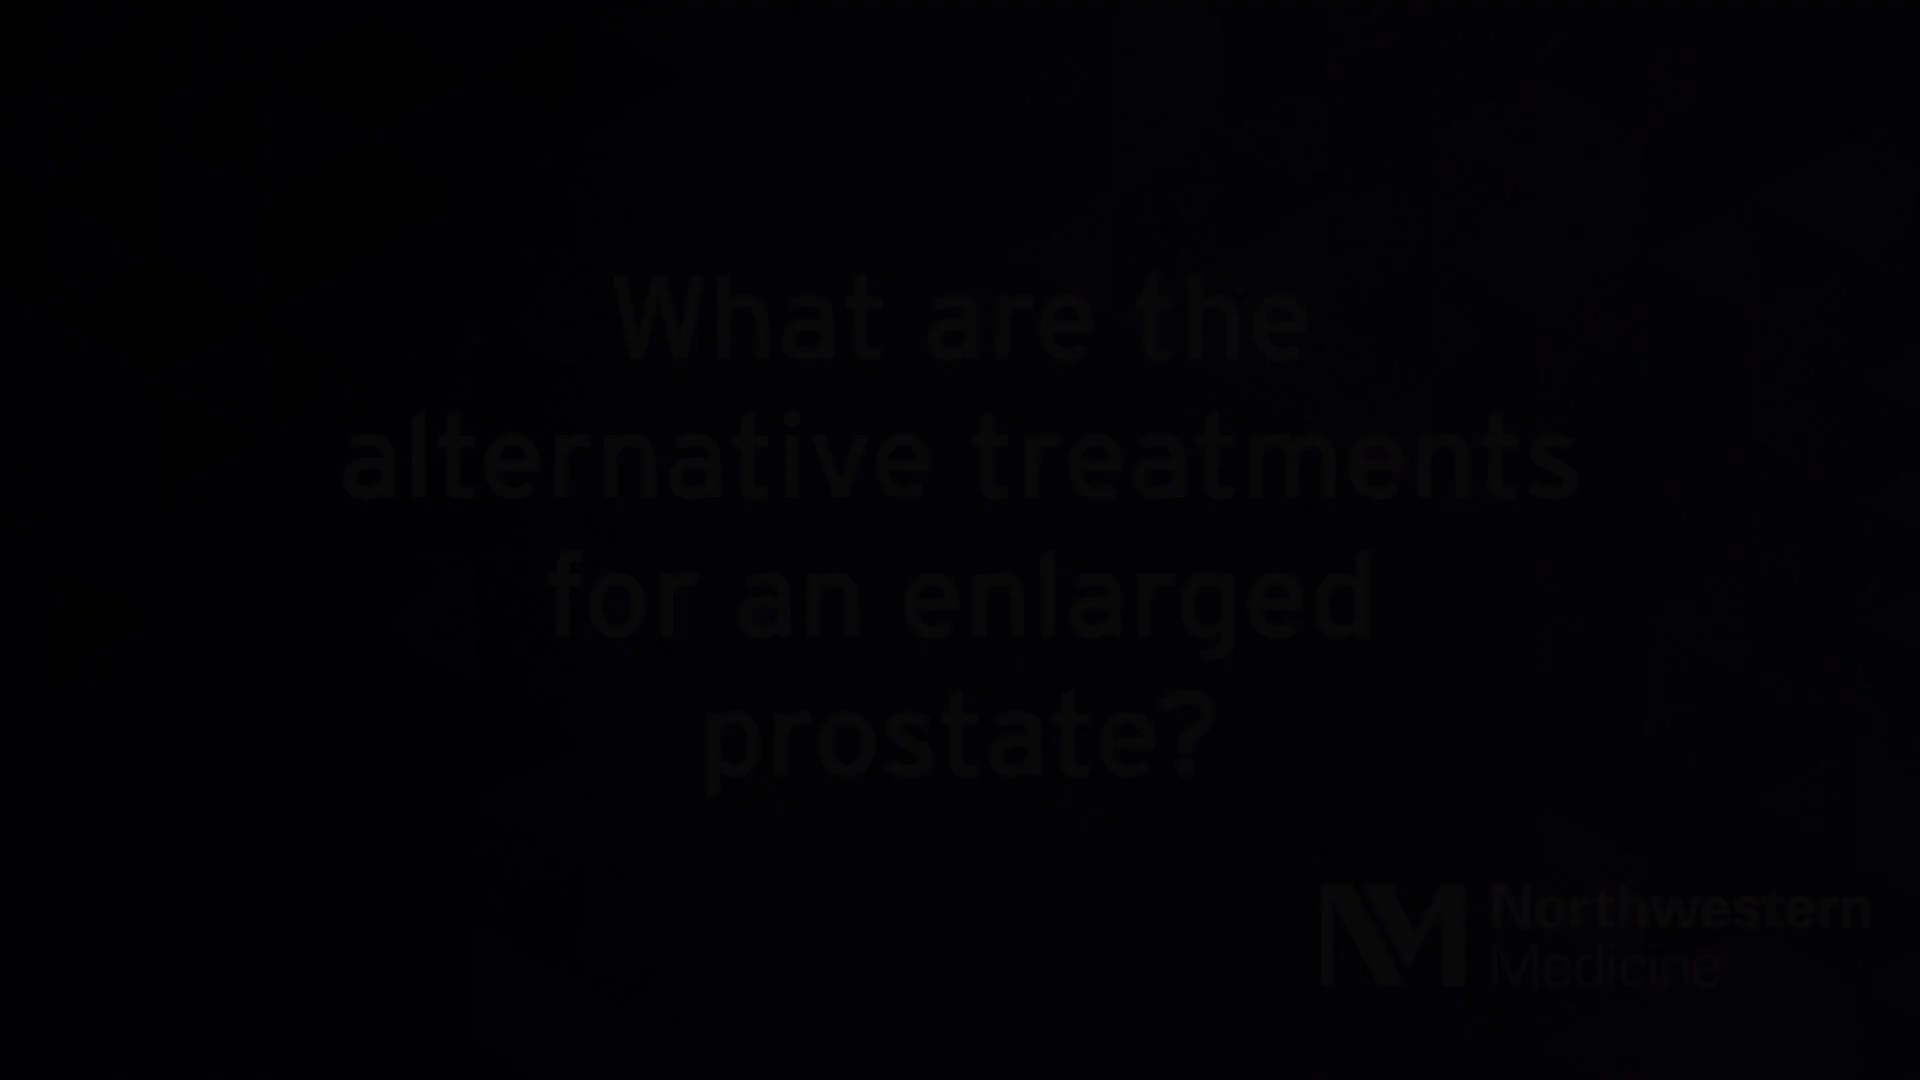 What are the
alternative treatments
for an enlarged
prostate?
Northwestern
Medicine